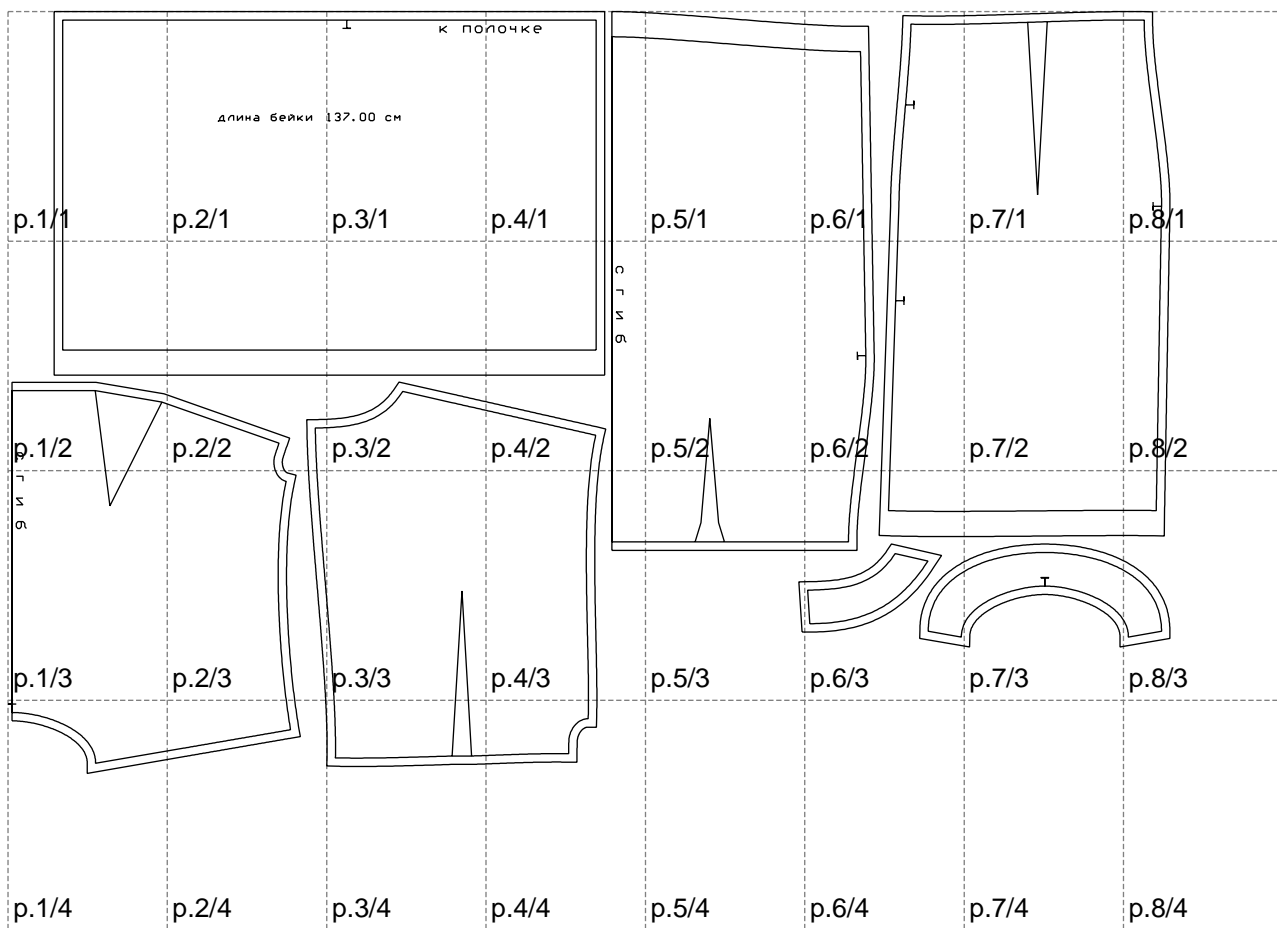 к полочке
длина бейки 137.00 см
p.1/1 p.2/1 p.3/1 p.4/1 p.5/1 p.6/1 p.7/1 p.8/1
сгиб
p.1/2 p.2/2 p.3/2 p.4/2 p.5/2 p.6/2 p.7/2 p.8/2
сгиб
p.1/3 p.2/3 p.3/3 p.4/3 p.5/3 p.6/3 p.7/3 p.8/3
p.1/4 p.2/4 p.3/4 p.4/4 p.5/4 p.6/4 p.7/4 p.8/4